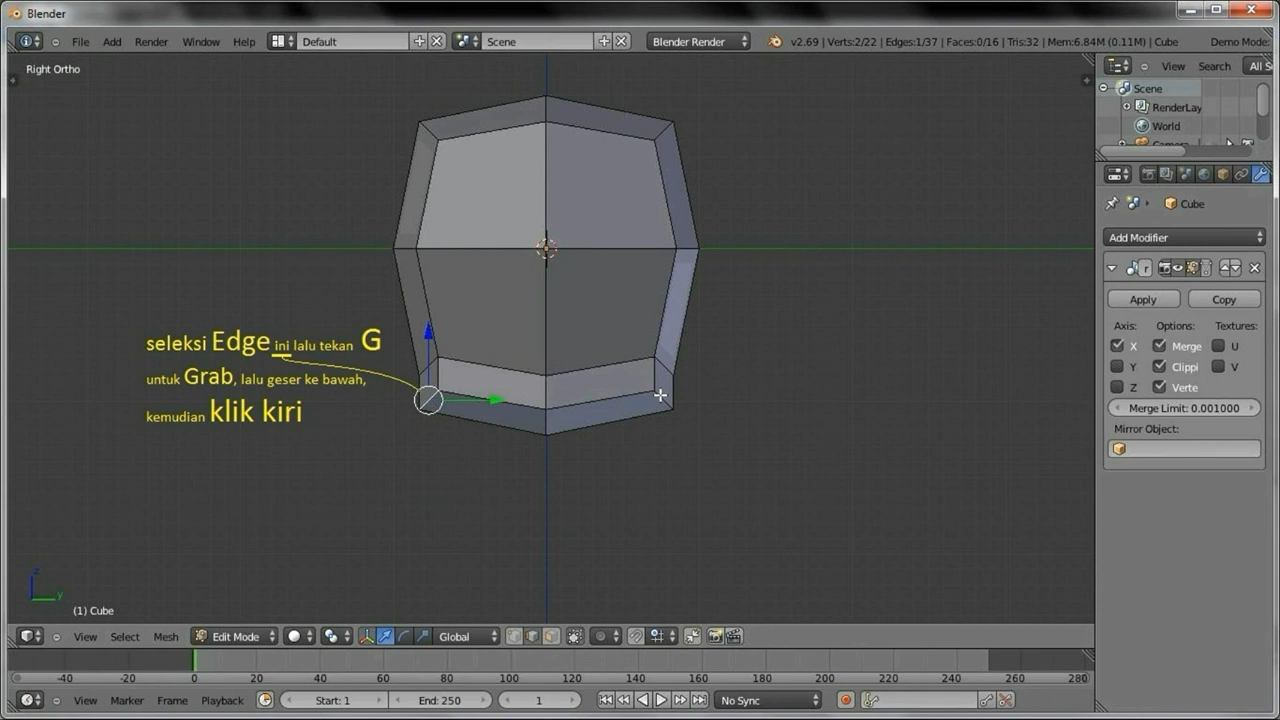 Blender
File Add Render Window Help Default Scene Blender Render v2.69 | Verts:2/22 | Edges:1/37 | Faces:0/16 | Tris:32 | Mem:6.84M (0.11M) | Cube Demo Mode:
Right Ortho
View Search All S
Scene
RenderLay
World
Cube
Add Modifier
Apply Copy
Axis: Options: Textures:
X Merge U
Y Clippi V
Z Verte
Merge Limit: 0.001000
Mirror Object:
seleksi Edge ini lalu tekan G
untuk Grab, lalu geser ke bawah,
kemudian klik kiri
z
y
(1) Cube
View Select Mesh Edit Mode Global
-40 -20 0 20 40 60 80 100 120 140 160 180 200 220 240 260 280
View Marker Frame Playback Start: 1 End: 250 1 No Sync